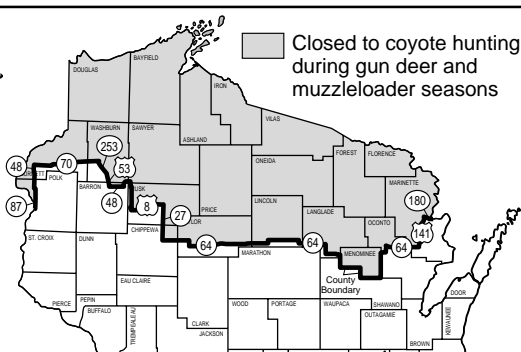 Closed to coyote hunting
during gun deer and
muzzleloader seasons
BAYFIELD
DOUGLAS
IRON
VILAS
WASHBURN
SAWYER
ASHLAND
FOREST
FLORENCE
253
ONEIDA
48
70
53
MARINETTE
POLK
BARRON
USK
PRICE
LINCOLN
LANGLADE
180
87
48
8
27
OCONTO
141
CHIPPEWA
LOR
64
64
64
ST. CROIX
DUNN
MARATHON
MENOMINEE
County
Boundary
EAU CLAIRE
DOOR
PIERCE
PEPIN
BUFFALO
TREMPEALEAU
CLARK
JACKSON
WOOD
PORTAGE
WAUPACA
SHAWANO
OUTAGAMIE
BROWN
KEWAUNEE